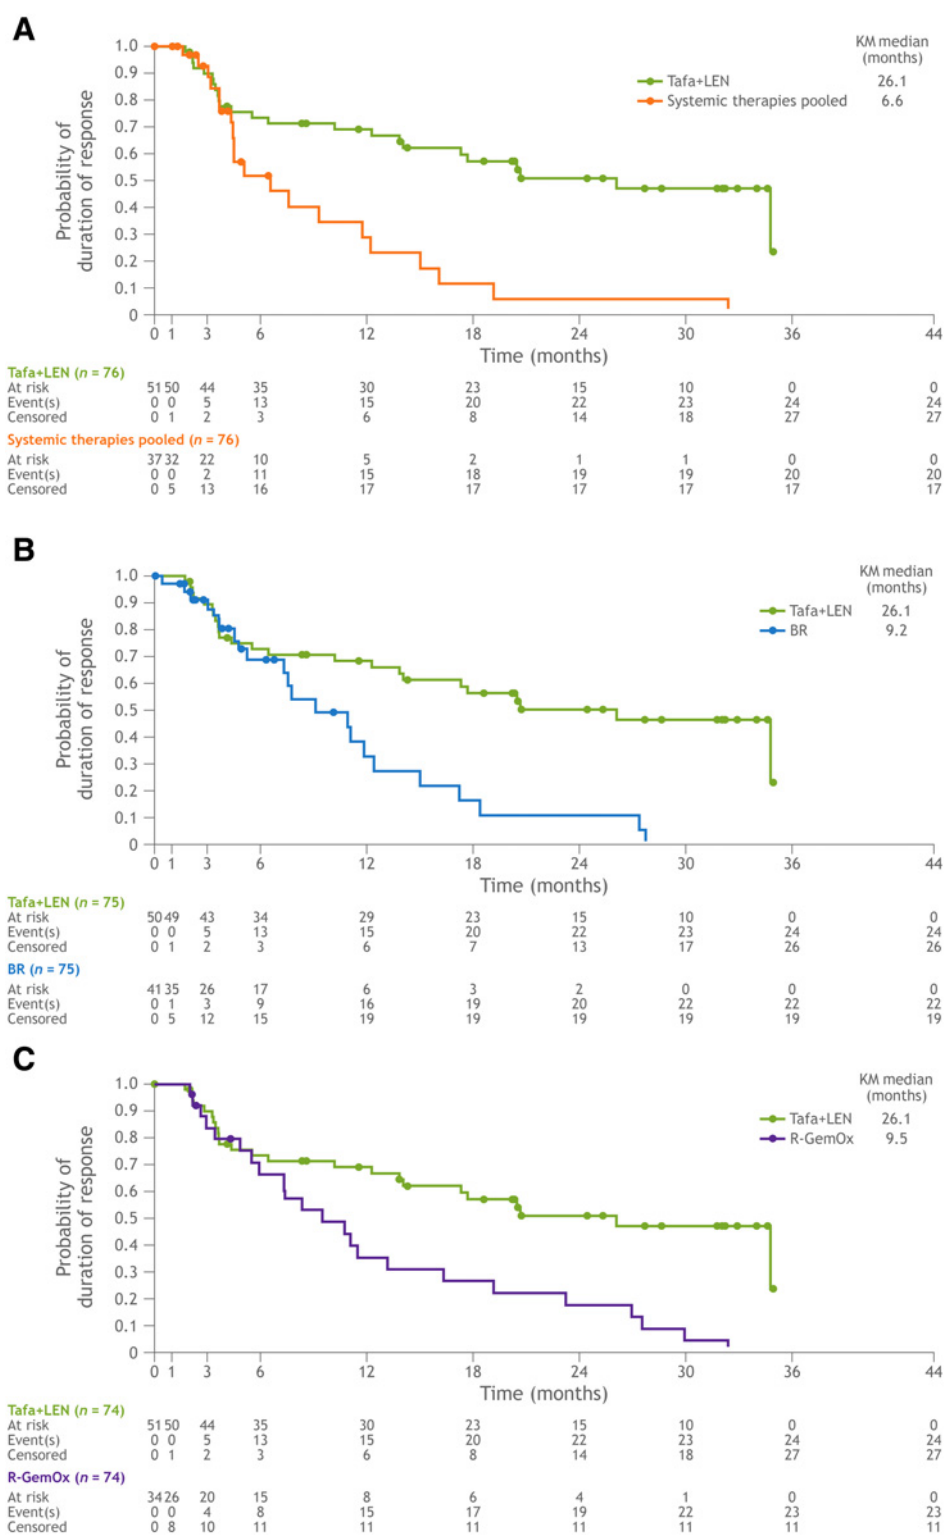 A
KM median
(months)
Tafa+LEN 26.1
Systemic therapies pooled 6.6
Probability of
duration of response
1.0
0.9
0.8
0.7
0.6
0.5
0.4
0.3
0.2
0.1
0
0 1 3 6 12 18 24 30 36 44
Time (months)
Tafa+LEN (n = 76)
At risk 51 50 44 35 30 23 15 10 0 0
Event(s) 0 0 5 13 15 20 22 23 24 24
Censored 0 1 2 3 6 8 14 18 27 27
Systemic therapies pooled (n = 76)
At risk 37 32 22 10 5 2 1 1 0 0
Event(s) 0 0 2 11 15 18 19 19 20 20
Censored 0 5 13 16 17 17 17 17 17 17
B
KM median
(months)
Tafa+LEN 26.1
BR 9.2
Probability of
duration of response
1.0
0.9
0.8
0.7
0.6
0.5
0.4
0.3
0.2
0.1
0
0 1 3 6 12 18 24 30 36 44
Time (months)
Tafa+LEN (n = 75)
At risk 50 49 43 34 29 23 15 10 0 0
Event(s) 0 0 5 13 15 20 22 23 24 24
Censored 0 1 2 3 6 7 13 17 26 26
BR (n = 75)
At risk 41 35 26 17 6 3 2 0 0 0
Event(s) 0 1 3 9 16 19 20 22 22 22
Censored 0 5 12 15 19 19 19 19 19 19
C
KM median
(months)
Tafa+LEN 26.1
R-GemOx 9.5
Probability of
duration of response
1.0
0.9
0.8
0.7
0.6
0.5
0.4
0.3
0.2
0.1
0
0 1 3 6 12 18 24 30 36 44
Time (months)
Tafa+LEN (n = 74)
At risk 51 50 44 35 30 23 15 10 0 0
Event(s) 0 0 5 13 15 20 22 23 24 24
Censored 0 1 2 3 6 8 14 18 27 27
R-GemOx (n = 74)
At risk 34 26 20 15 8 6 4 1 0 0
Event(s) 0 0 4 8 15 17 19 22 23 23
Censored 0 8 10 11 11 11 11 11 11 11